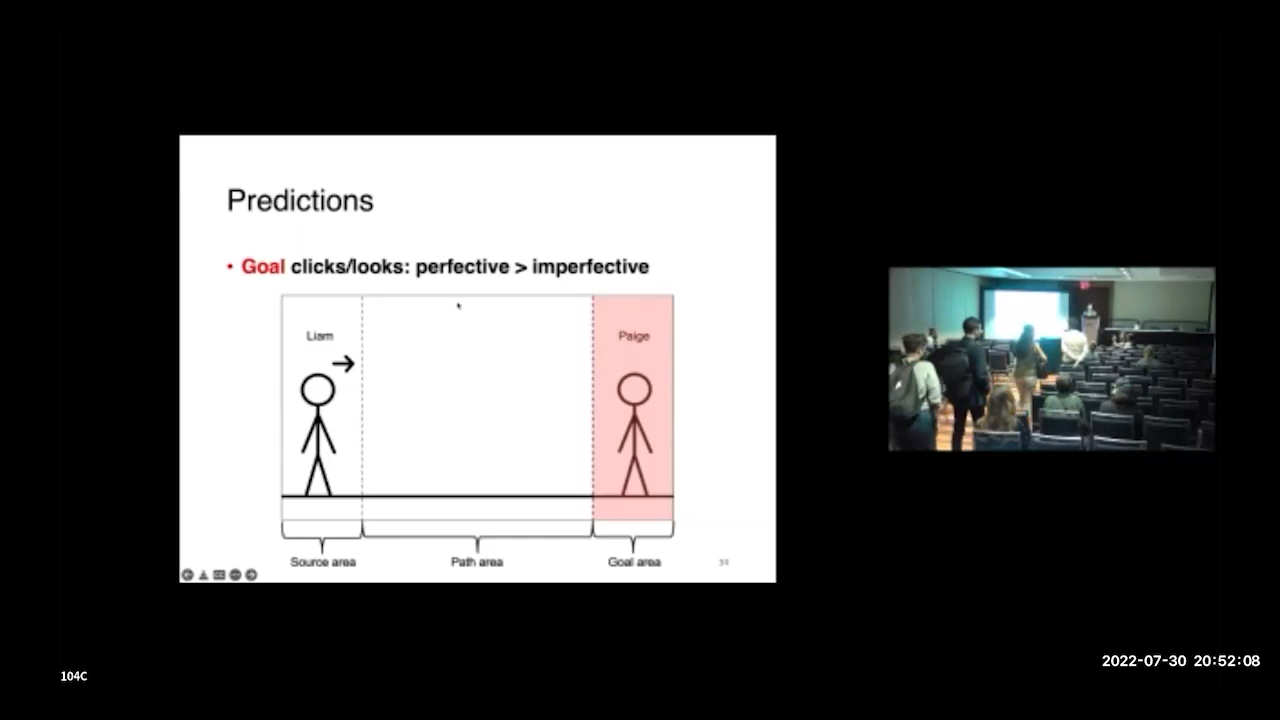 Predictions
• Goal clicks/looks: perfective > imperfective
Liam
Paige
Source area
Path area
Goal area
34
104C
2022-07-30 20:52:08